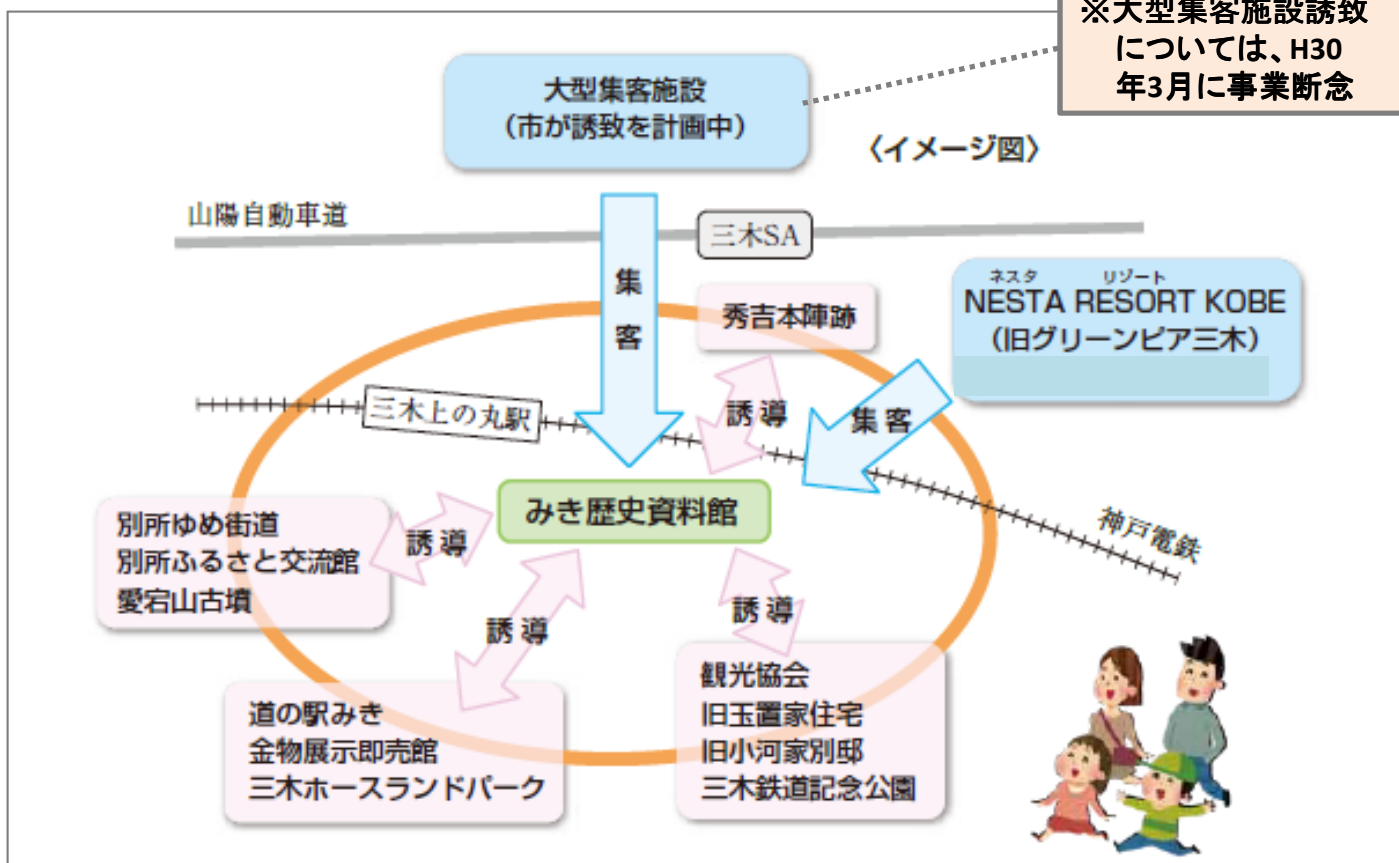 ※大型集客施設誘致
については、H30
年3月に事業断念
大型集客施設
（市が誘致を計画中）
〈イメージ図〉
山陽自動車道
三木SA
集客
ネスタ リゾート
NESTA RESORT KOBE
（旧グリーンピア三木）
秀吉本陣跡
三木上の丸駅
誘導
集客
みき歴史資料館
神戸電鉄
別所ゆめ街道
別所ふるさと交流館
愛宕山古墳
誘導
誘導
誘導
道の駅みき
金物展示即売館
三木ホースランドパーク
観光協会
旧玉置家住宅
旧小河家別邸
三木鉄道記念公園